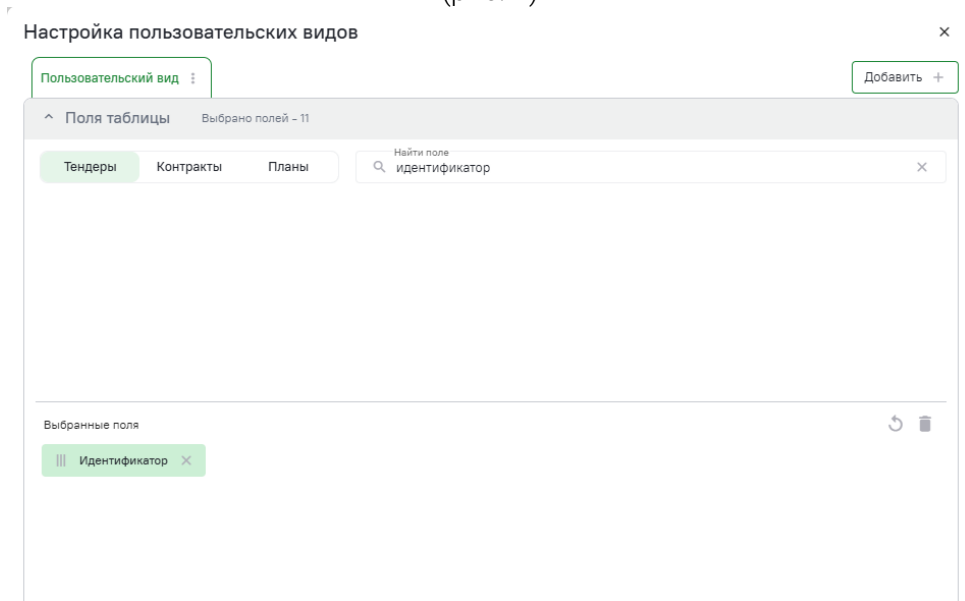 Настройка пользовательских видов
Пользовательский вид
Добавить +
Поля таблицы Выбрано полей – 11
Тендеры Контракты Планы
Найти поле
идентификатор
Выбранные поля
Идентификатор